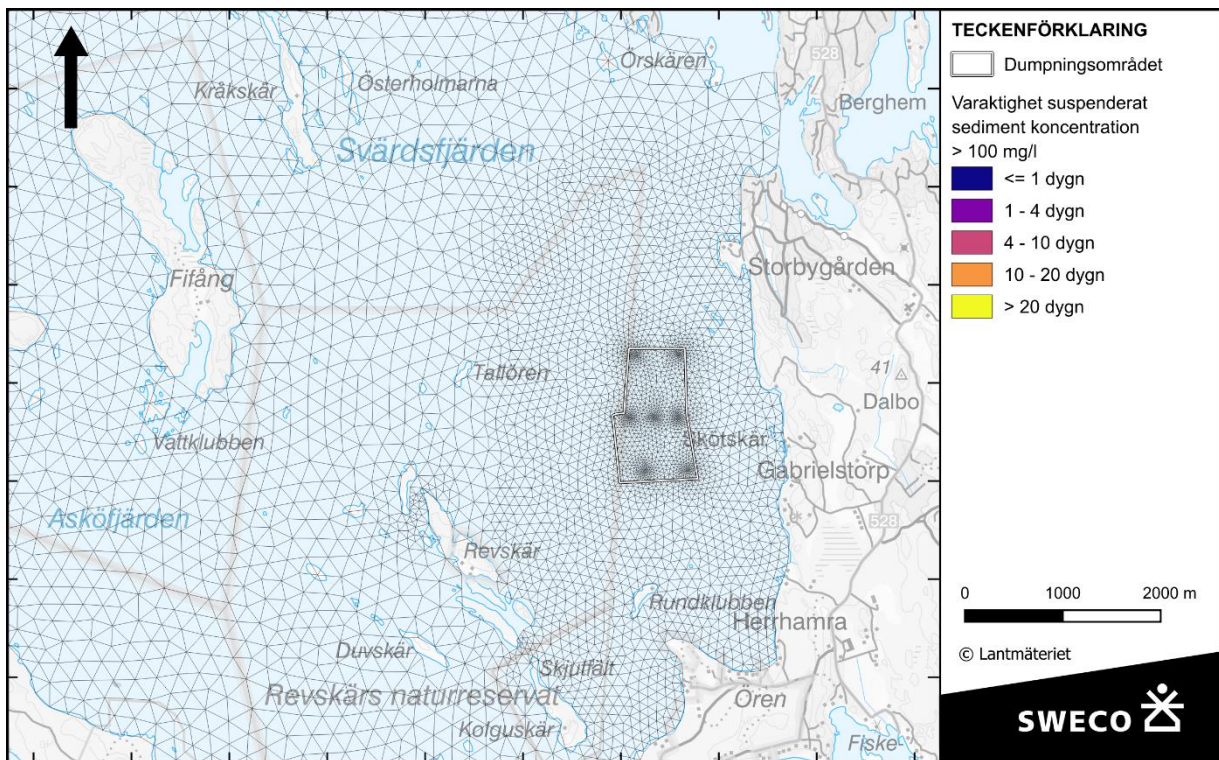 528
Örskären
Österholmarna
Kråkskär
Berghem
Svärdsfjärden
Storbygården
Fifång
41
Tallören
Dalbo
Vattklubben
Skotskär
Gabrielstorp
Asköfjärden
528
Revskär
Rundklubben
Herrhamra
Duvskär
Skjutfält
Revskärs naturreservat
Ören
Kolguskär
Fiske-
TECKENFÖRKLARING
Dumpningsområdet
Varaktighet suspenderat
sediment koncentration
> 100 mg/l
<= 1 dygn
1 - 4 dygn
4 - 10 dygn
10 - 20 dygn
> 20 dygn
0 1000 2000 m
© Lantmäteriet
SWECO